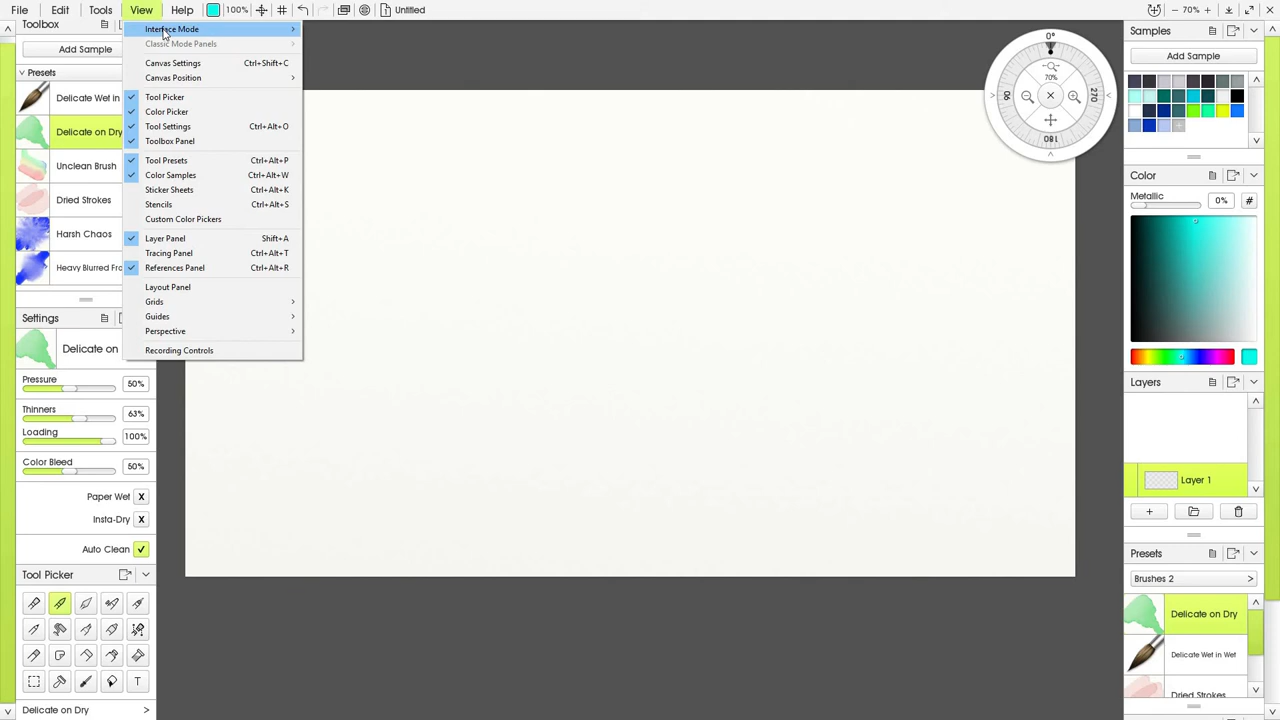 File Edit Tools View Help 100% Untitled 70%
Toolbox
Add Sample
Presets
Delicate Wet in
Delicate on Dry
Unclean Brush
Dried Strokes
Harsh Chaos
Heavy Blurred Fra
Settings
Delicate on
Pressure 50%
Thinners 63%
Loading 100%
Color Bleed 50%
Paper Wet X
Insta-Dry X
Auto Clean
Tool Picker
T
Delicate on Dry
Interface Mode
Classic Mode Panels
Canvas Settings Ctrl+Shift+C
Canvas Position
Tool Picker
Color Picker
Tool Settings Ctrl+Alt+O
Toolbox Panel
Tool Presets Ctrl+Alt+P
Color Samples Ctrl+Alt+W
Sticker Sheets Ctrl+Alt+K
Stencils Ctrl+Alt+S
Custom Color Pickers
Layer Panel Shift+A
Tracing Panel Ctrl+Alt+T
References Panel Ctrl+Alt+R
Layout Panel
Grids
Guides
Perspective
Recording Controls
0°
70%
90
270
180
Samples
Add Sample
Color
Metallic
0% #
Layers
Layer 1
Presets
Brushes 2
Delicate on Dry
Delicate Wet in Wet
Dried Strokes